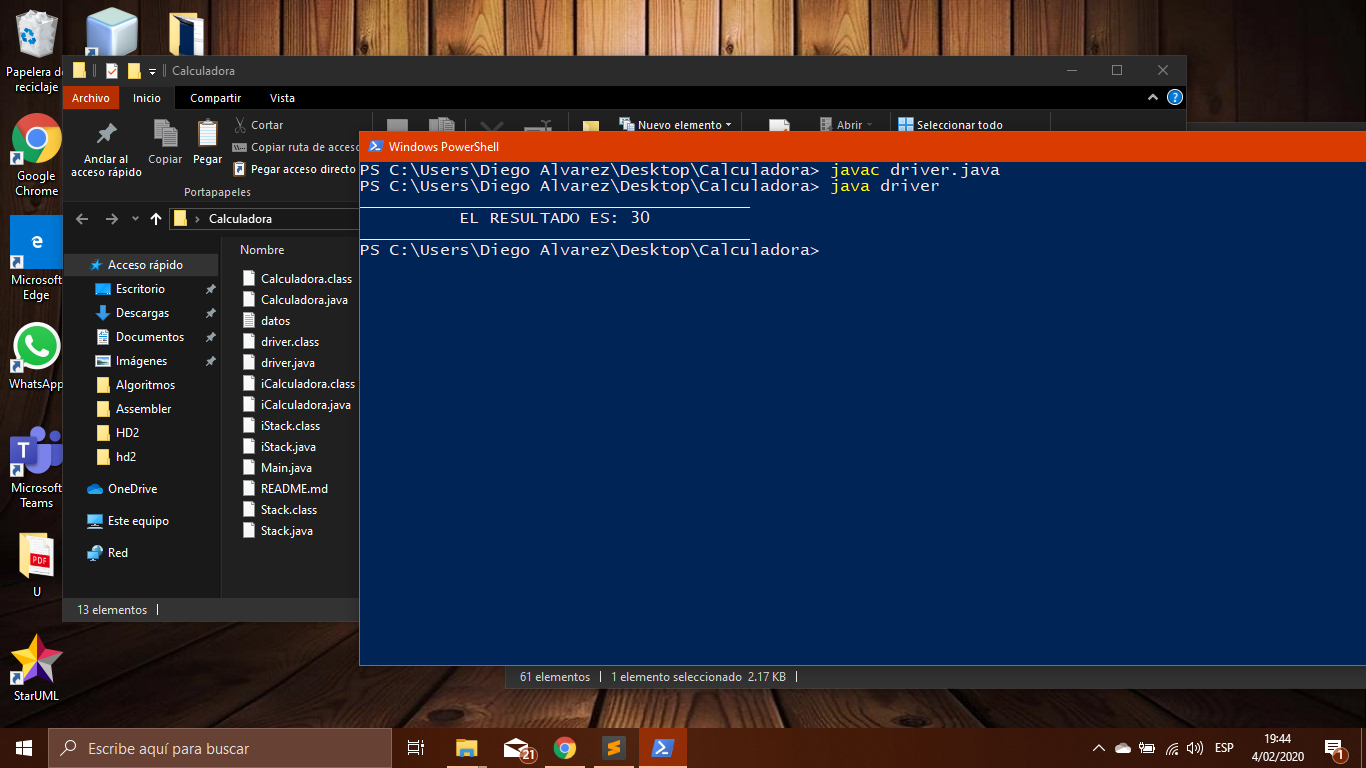 Papelera de
reciclaje
Google
Chrome
Microsoft
Edge
WhatsApp
Microsoft
Teams
U
StarUML
Calculadora
Archivo
Inicio
Compartir
Vista
Anclar al
acceso rápido
Copiar
Pegar
Cortar
Copiar ruta de acceso
Pegar acceso directo
Portapapeles
Nuevo elemento
Abrir
Seleccionar todo
Calculadora
Acceso rápido
Escritorio
Descargas
Documentos
Imágenes
Algoritmos
Assembler
HD2
hd2
OneDrive
Este equipo
Red
Nombre
Calculadora.class
Calculadora.java
datos
driver.class
driver.java
iCalculadora.class
iCalculadora.java
iStack.class
iStack.java
Main.java
README.md
Stack.class
Stack.java
13 elementos
Windows PowerShell
PS C:\Users\Diego Alvarez\Desktop\Calculadora> javac driver.java
PS C:\Users\Diego Alvarez\Desktop\Calculadora> java driver
EL RESULTADO ES: 30
PS C:\Users\Diego Alvarez\Desktop\Calculadora>
61 elementos
1 elemento seleccionado 2.17 KB
Escribe aquí para buscar
21
ESP
19:44
4/02/2020
1